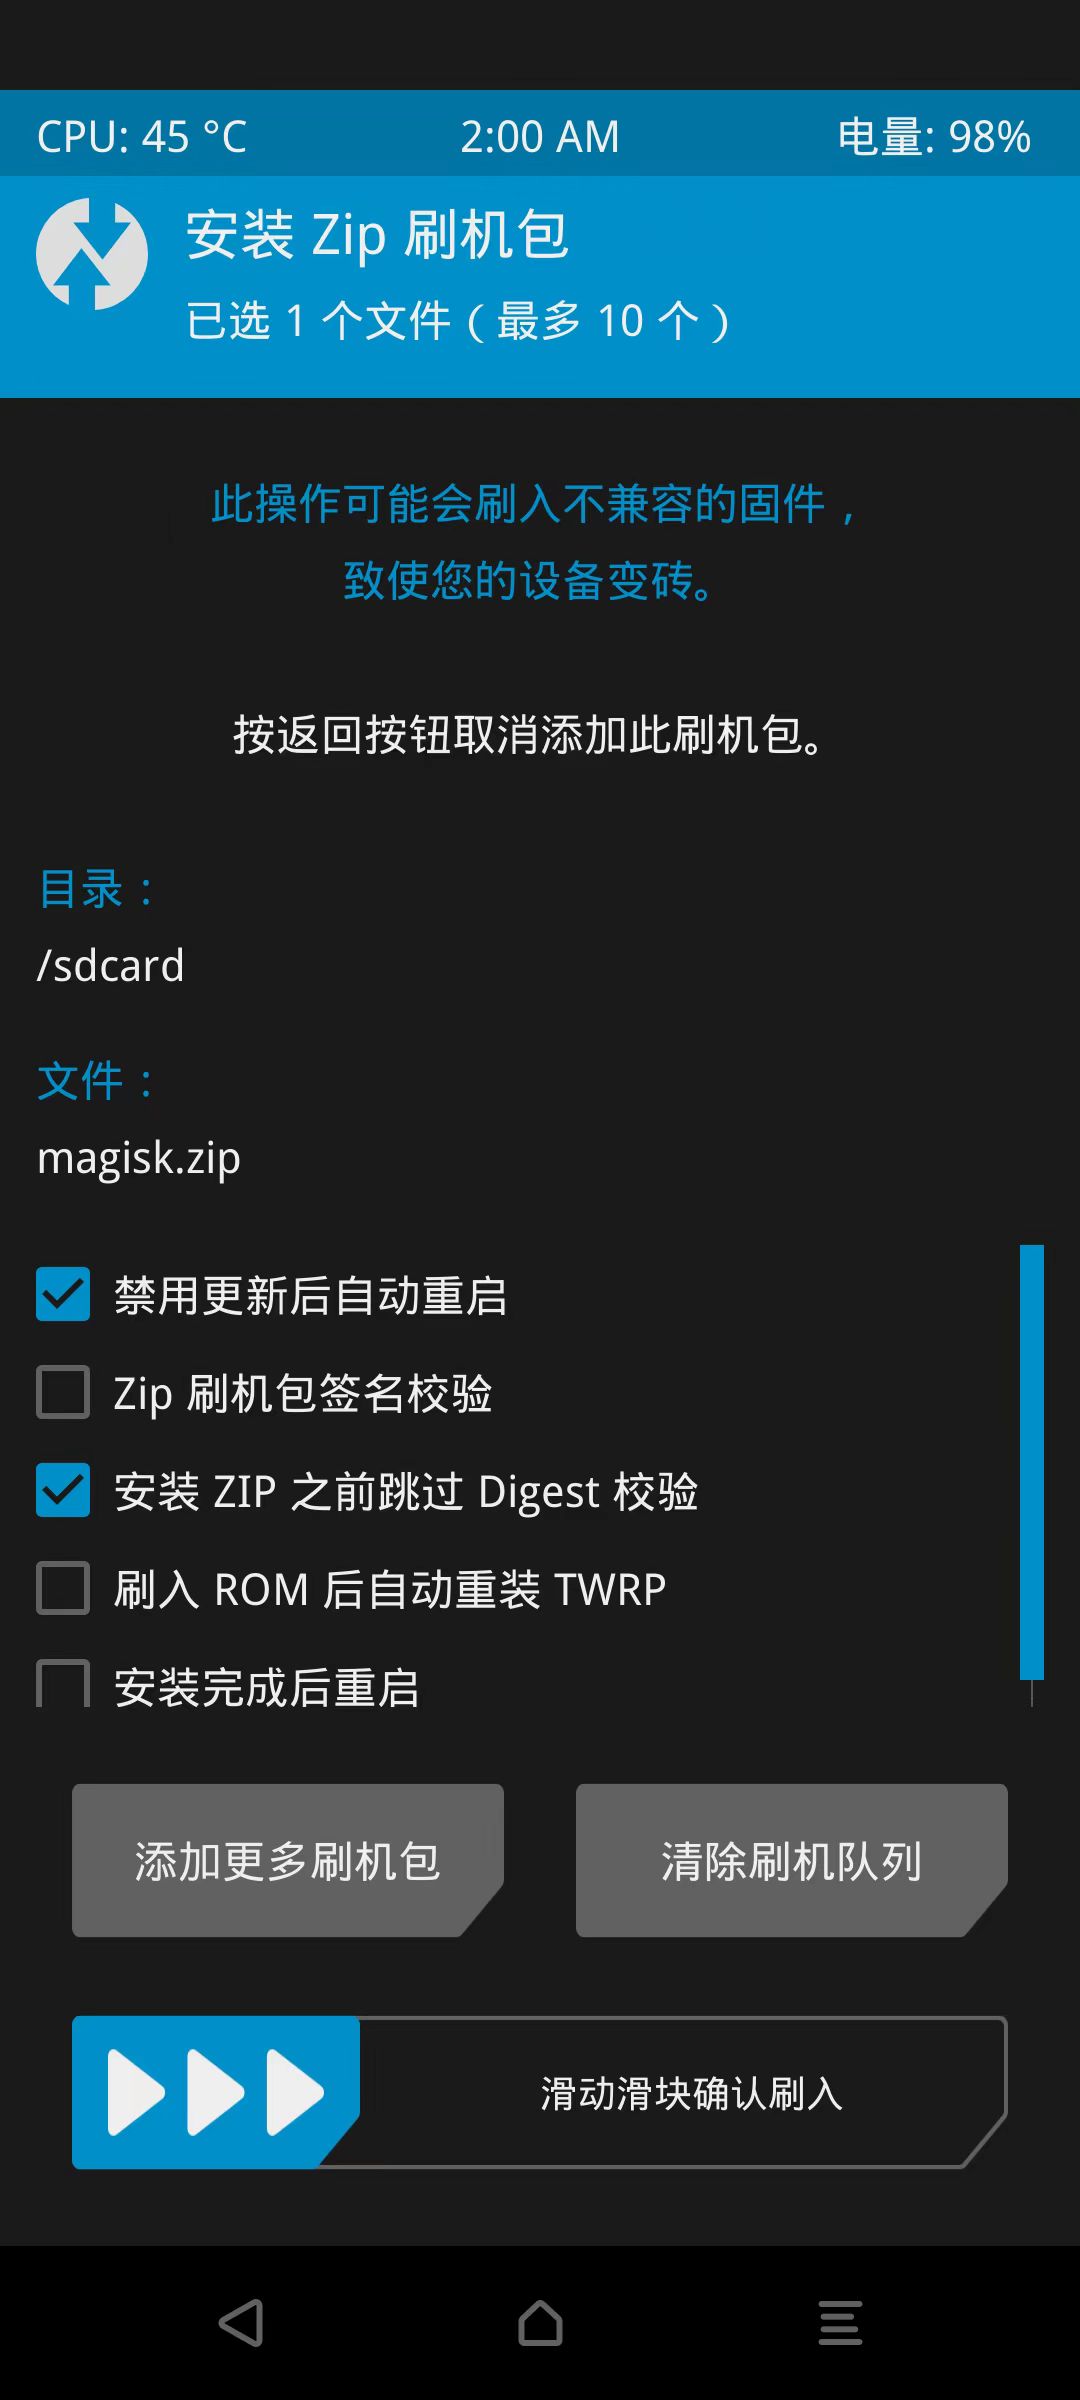 CPU: 45 °C 2:00 AM 电量: 98%
安装 Zip 刷机包
已选 1 个文件（最多 10 个）
此操作可能会刷入不兼容的固件，
致使您的设备变砖。
按返回按钮取消添加此刷机包。
目录：
/sdcard
文件：
magisk.zip
禁用更新后自动重启
Zip 刷机包签名校验
安装 ZIP 之前跳过 Digest 校验
刷入 ROM 后自动重装 TWRP
安装完成后重启
添加更多刷机包 清除刷机队列
滑动滑块确认刷入